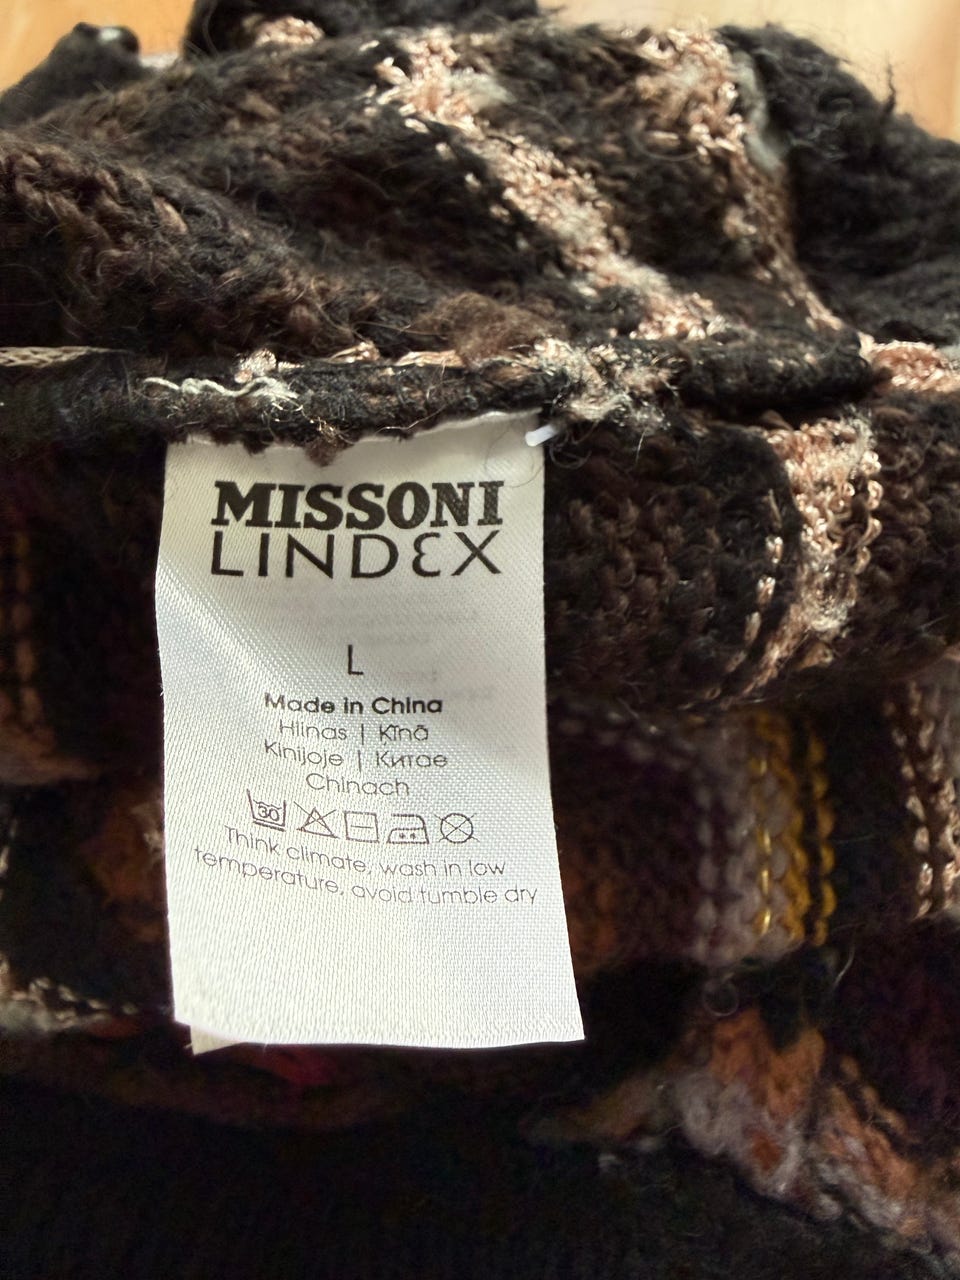 MISSONI
LINDEX
L
Made in China
Hiinas | Ķīnā
Kinijoje | Китае
Chinach
30
Think climate, wash in low
temperature, avoid tumble dry